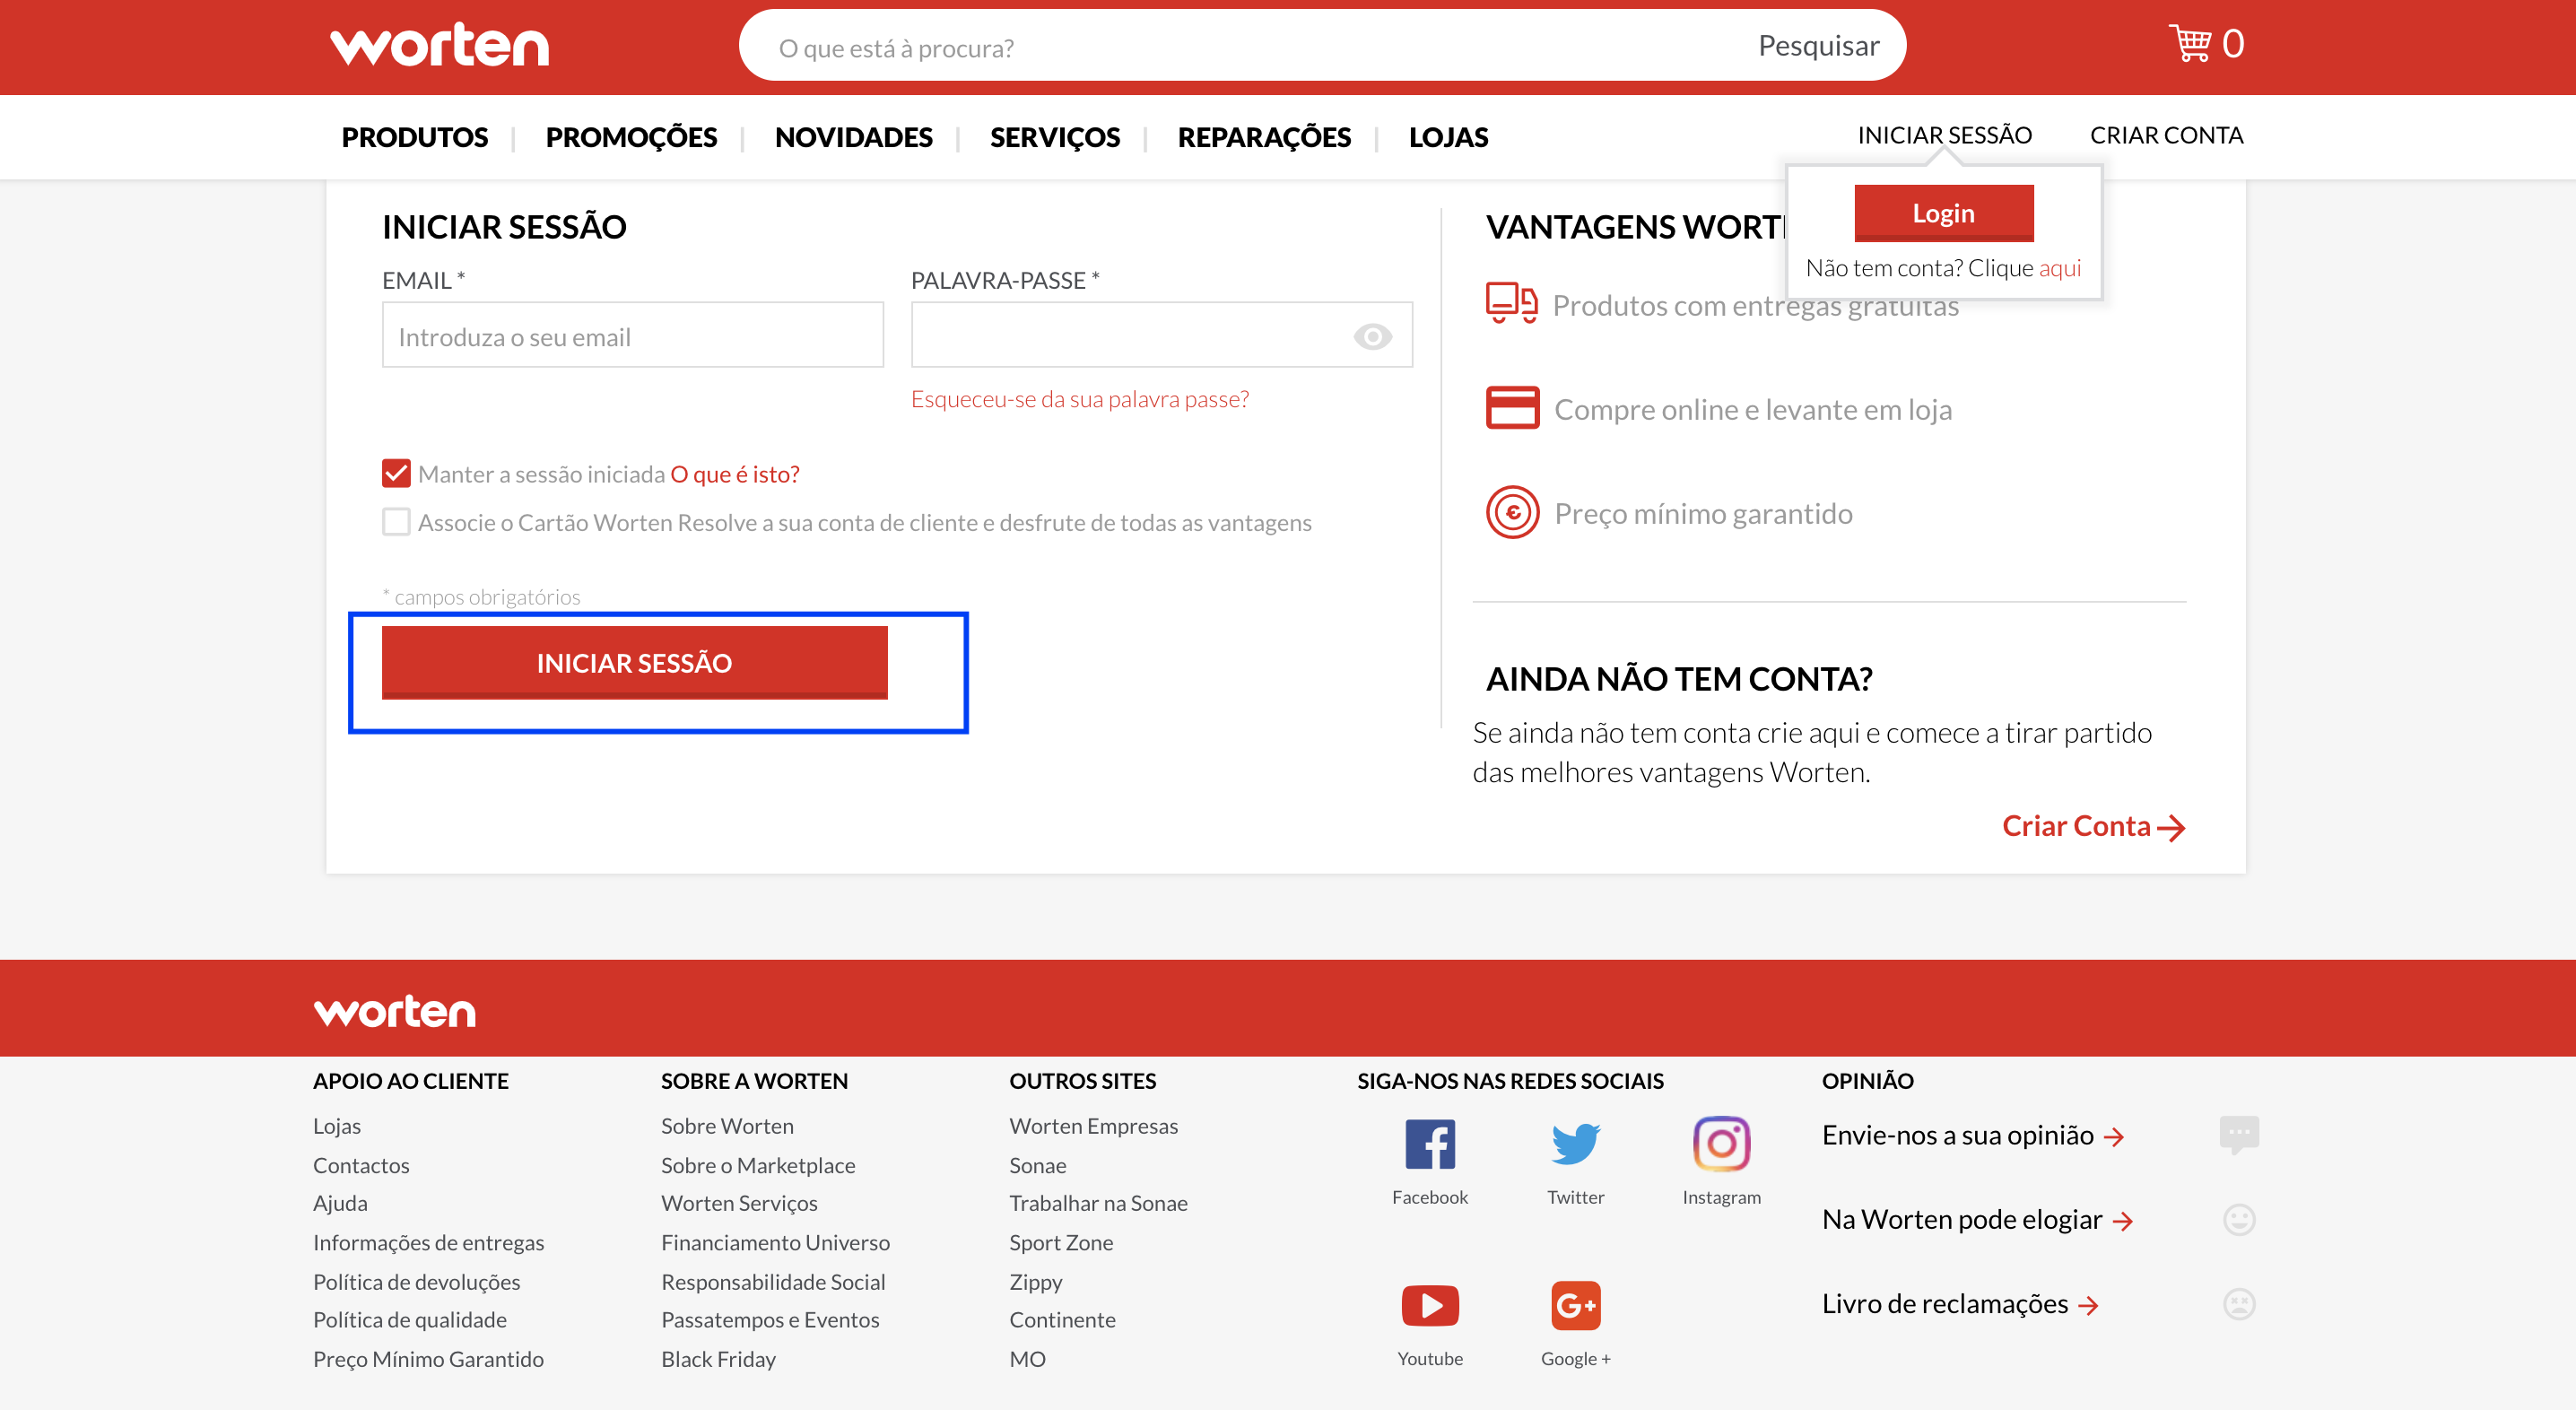 worten
O que está à procura?
Pesquisar
0
PRODUTOS
PROMOÇÕES
NOVIDADES
SERVIÇOS
REPARAÇÕES
LOJAS
INICIAR SESSÃO
CRIAR CONTA
Login
Não tem conta? Clique aqui
INICIAR SESSÃO
EMAIL *
Introduza o seu email
PALAVRA-PASSE *
Esqueceu-se da sua palavra passe?
Manter a sessão iniciada O que é isto?
Associe o Cartão Worten Resolve a sua conta de cliente e desfrute de todas as vantagens
* campos obrigatórios
INICIAR SESSÃO
VANTAGENS
Produtos com entregas gratuitas
Compre online e levante em loja
Preço mínimo garantido
AINDA NÃO TEM CONTA?
Se ainda não tem conta crie aqui e comece a tirar partido
das melhores vantagens Worten.
Criar Conta
worten
APOIO AO CLIENTE
Lojas
Contactos
Ajuda
Informações de entregas
Política de devoluções
Política de qualidade
Preço Mínimo Garantido
SOBRE A WORTEN
Sobre Worten
Sobre o Marketplace
Worten Serviços
Financiamento Universo
Responsabilidade Social
Passatempos e Eventos
Black Friday
OUTROS SITES
Worten Empresas
Sonae
Trabalhar na Sonae
Sport Zone
Zippy
Continente
MO
SIGA-NOS NAS REDES SOCIAIS
Facebook
Twitter
Instagram
Youtube
G+
Google +
OPINIÃO
Envie-nos a sua opinião
Na Worten pode elogiar
Livro de reclamações